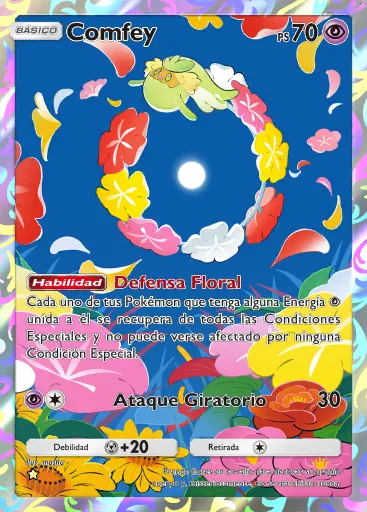 BÁSICO Comfey PS 70
Habilidad Defensa Floral
Cada uno de tus Pokémon que tenga alguna Energía
unida a él se recupera de todas las Condiciones
Especiales y no puede verse afectado por ninguna
Condición Especial.
Ataque Giratorio 30
Debilidad +20 Retirada